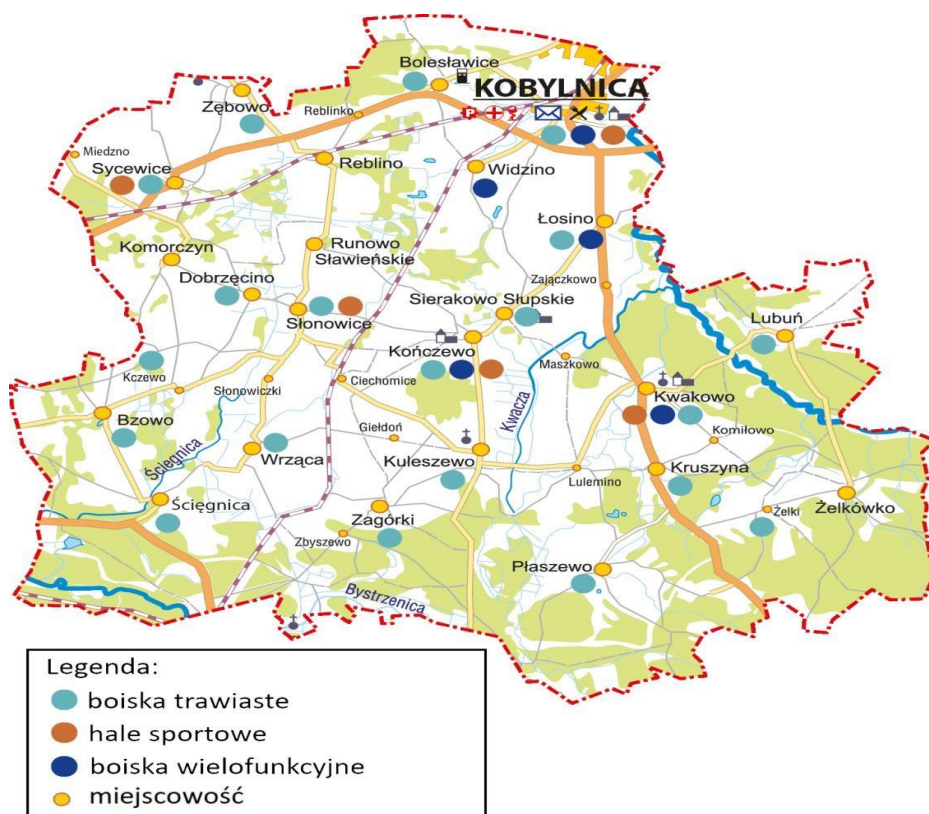 Bolesławice
KOBYLNICA
P
Zębowo
Reblinko
Miedzno
Sycewice
Reblino
Widzino
Łosino
Komorczyn
Runowo
Sławieńskie
Dobrzęcino
Zajączkowo
Sierakowo Słupskie
Słonowice
Lubuń
Kończewo
Maszkowo
Kczewo
Słonowiczki
Ciechomice
Kwakowo
Bzowo
Giełdoń
Kwacza
Komiłowo
Ścięgnica
Wrząca
Kuleszewo
Lulemino
Kruszyna
Ścięgnica
Zagórki
Żelki
Żelkówko
Zbyszewo
Płaszewo
Bystrzenica
Legenda:
boiska trawiaste
hale sportowe
boiska wielofunkcyjne
miejscowość